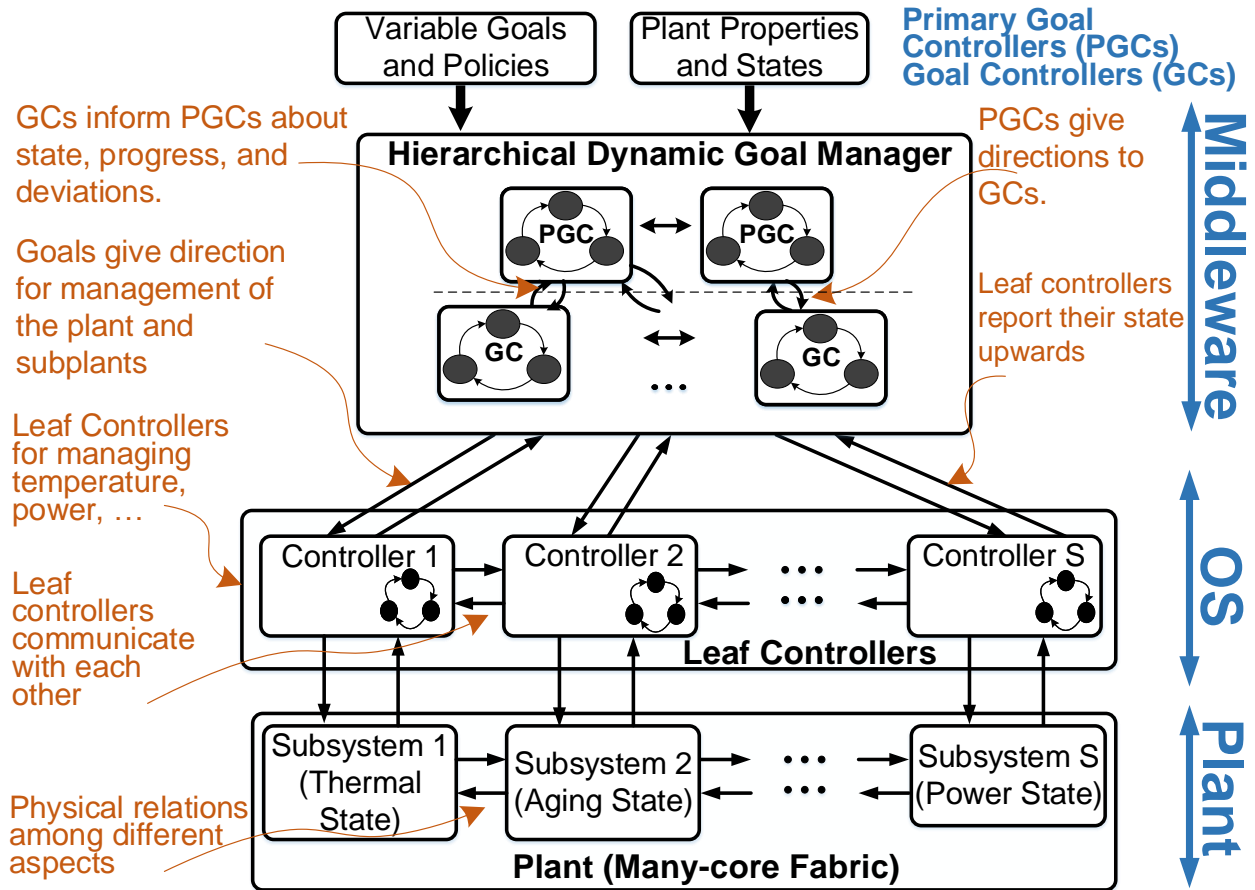 Variable Goals
and Policies
Plant Properties
and States
Primary Goal
Controllers (PGCs)
Goal Controllers (GCs)
GCs inform PGCs about
state, progress, and
deviations.
Hierarchical Dynamic Goal Manager
PGCs give
directions to
GCs.
Middleware
PGC
PGC
Goals give direction
for management of
the plant and
subplants
GC
GC
...
Leaf controllers
report their state
upwards
Leaf Controllers
for managing
temperature,
power, …
Controller 1
Controller 2
...
Controller S
...
OS
Leaf
controllers
communicate
with each
other
Leaf Controllers
Subsystem 1
(Thermal
State)
Subsystem 2
(Aging State)
...
...
Subsystem S
(Power State)
Plant
Physical relations
among different
aspects
Plant (Many-core Fabric)